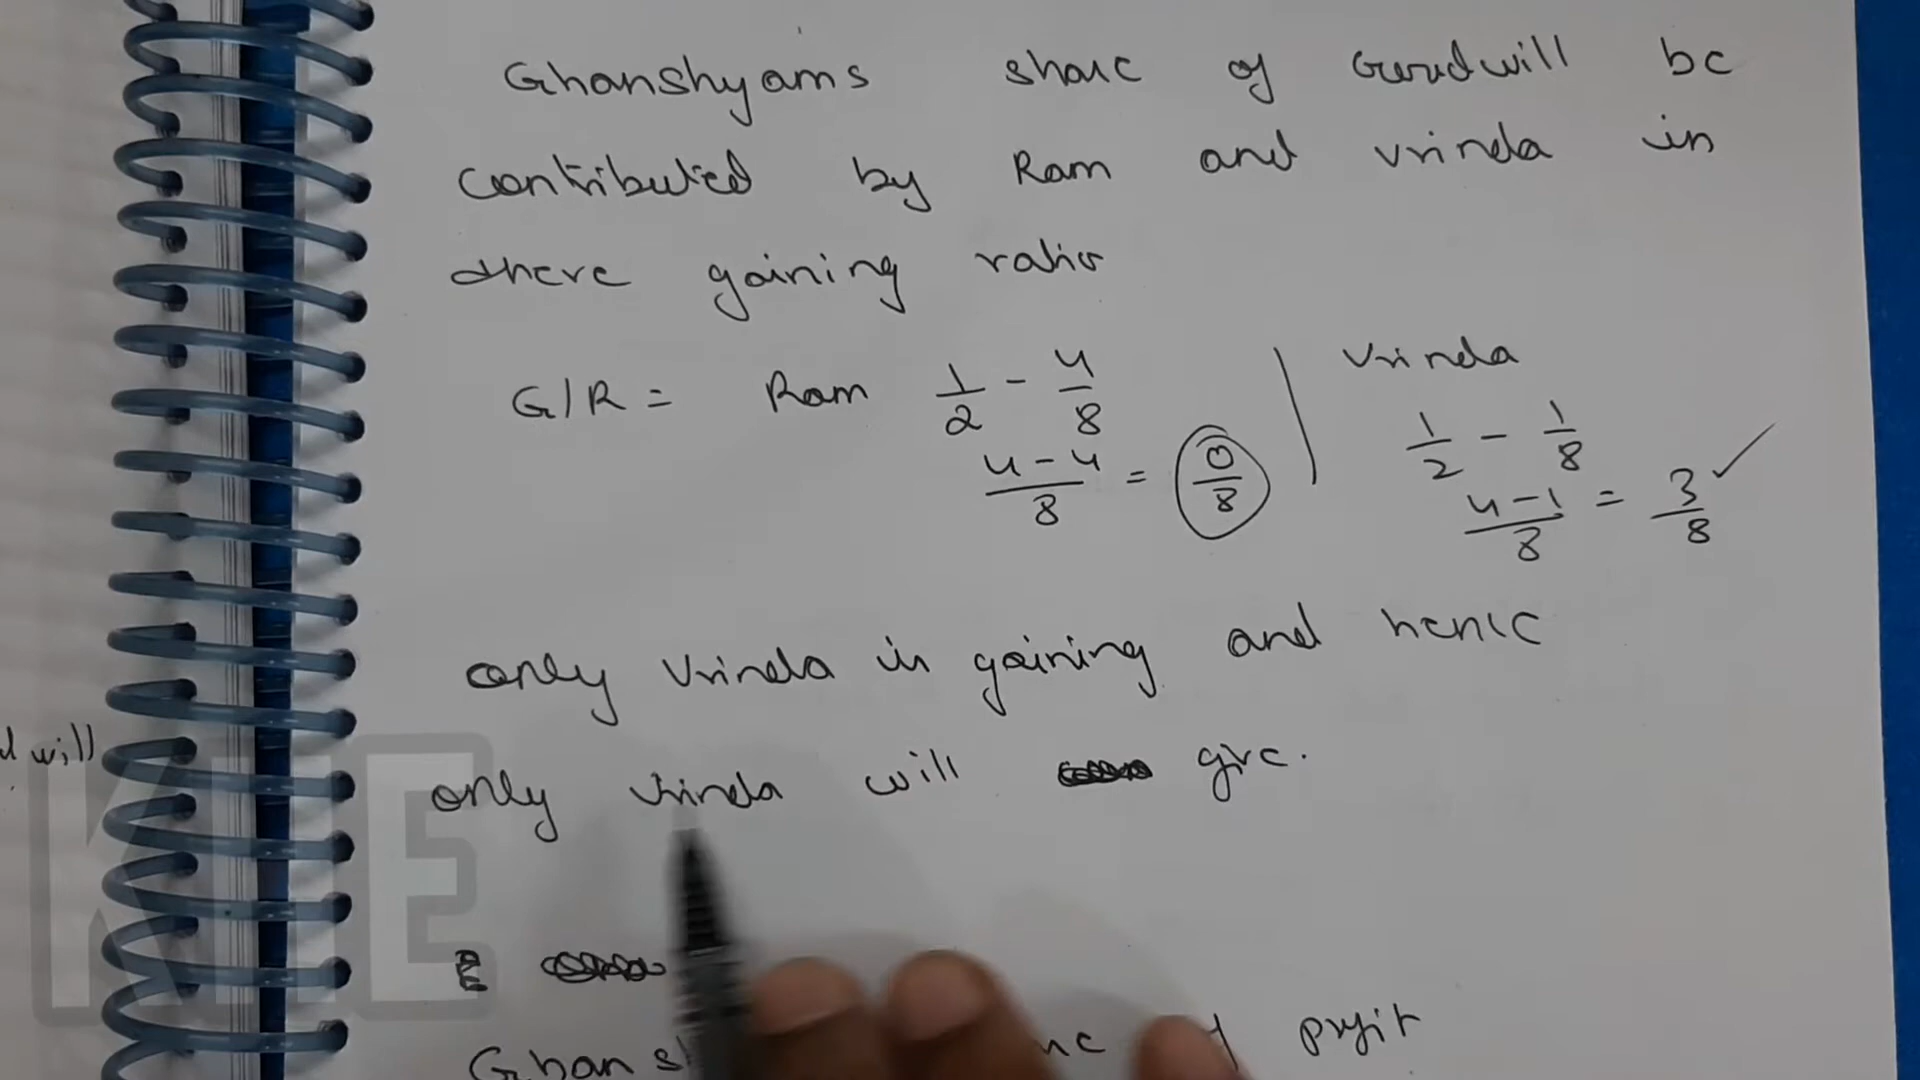 Ghanshyams share of Goodwill be
contributed by Ram and Vrinda in
there gaining ratio
G/R = Ram 1/2 - 4/8
4-4/8 = 0/8
Vrinda
1/2 - 1/8
4-1/8 = 3/8 ✓
only Vrinda is gaining and hence
only Vrinda will give.
d will
KHE
Ghansh profit